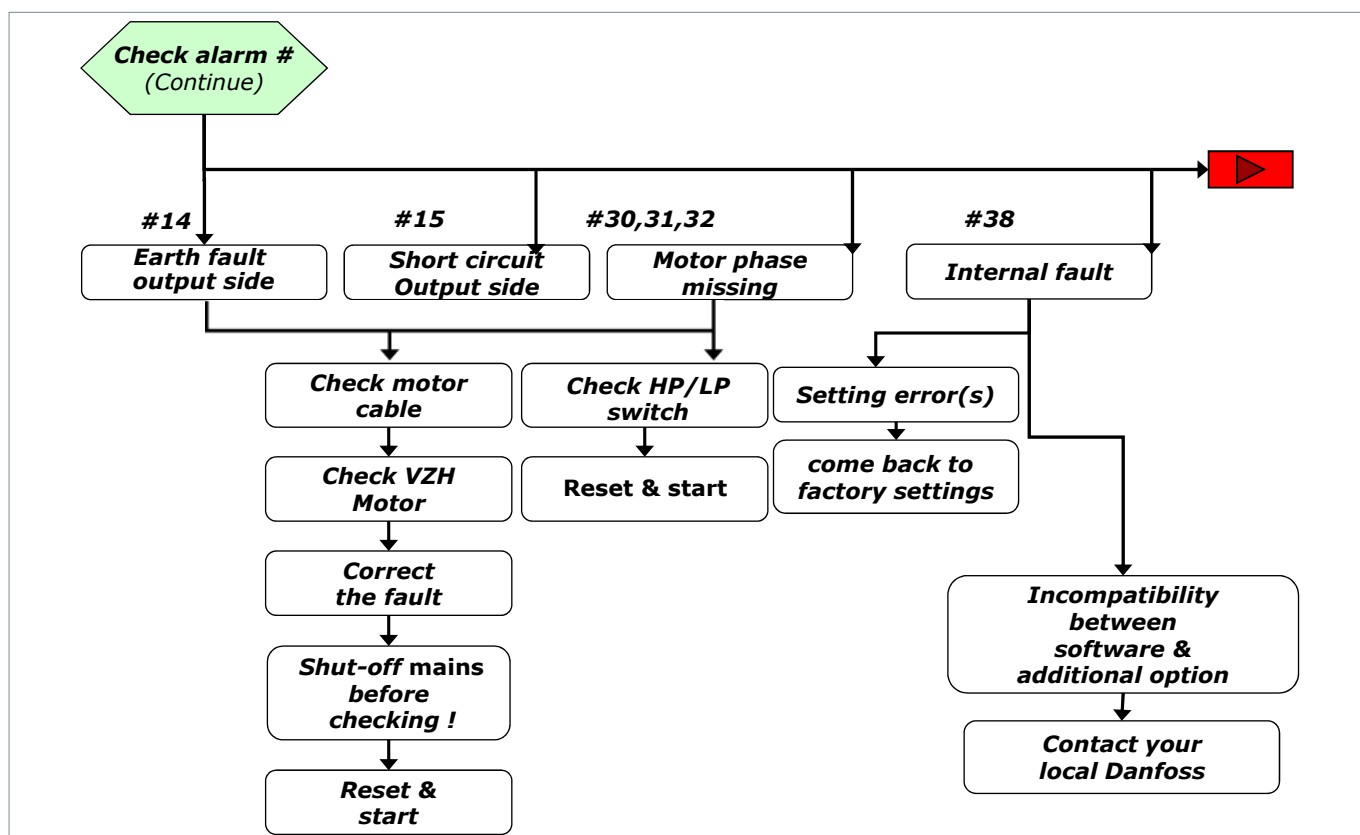 Check alarm #
(Continue)
#14
#15
#30,31,32
#38
Earth fault
output side
Short circuit
Output side
Motor phase
missing
Internal fault
Check motor
cable
Check HP/LP
switch
Setting error(s)
Check VZH
Motor
Reset & start
come back to
factory settings
Correct
the fault
Incompatibility
between
software &
additional option
Shut-off mains
before
checking !
Contact your
local Danfoss
Reset &
start